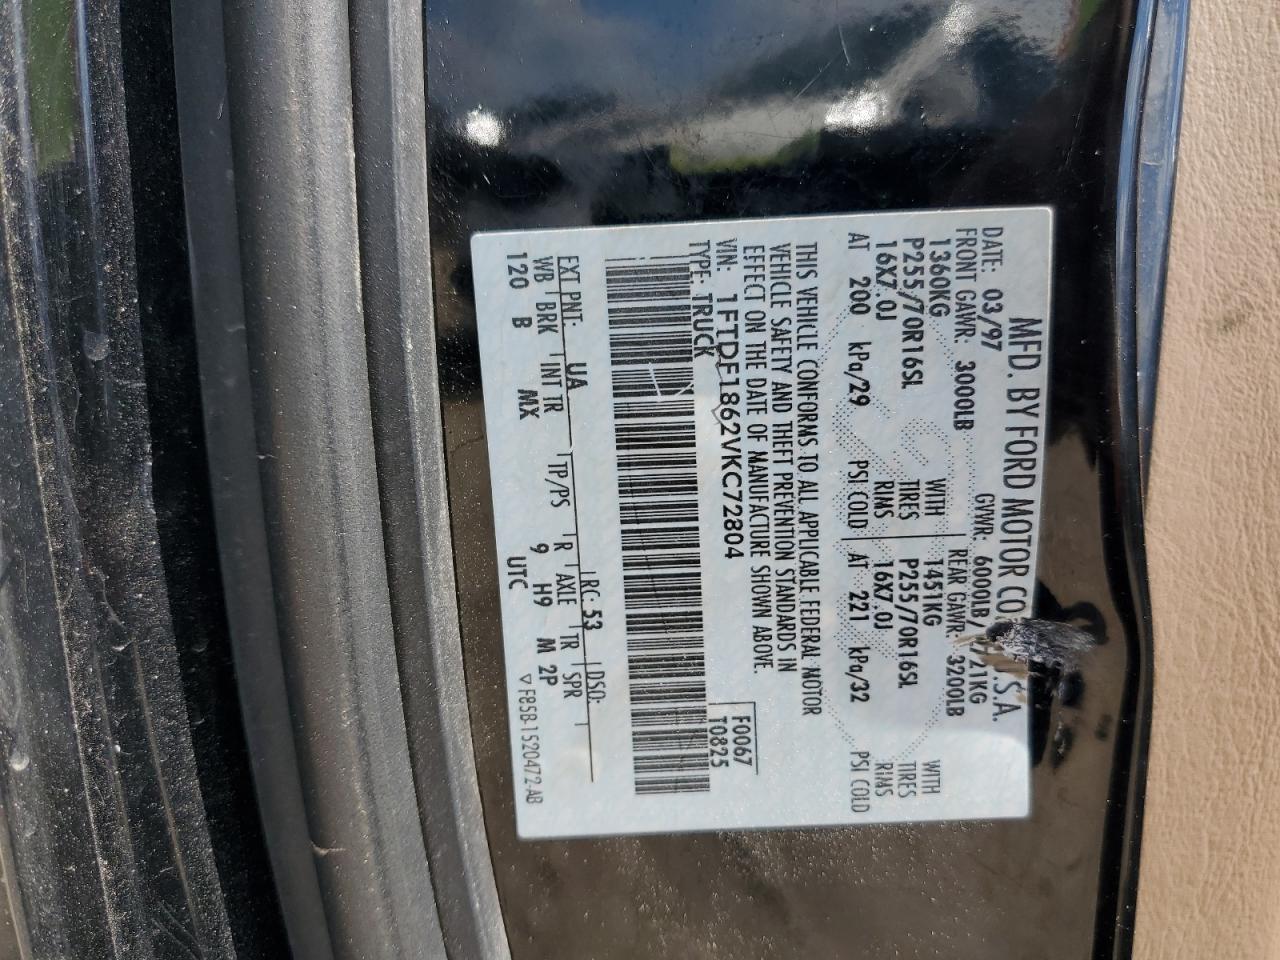 MFD. BY FORD MOTOR CO U.S.A.
DATE: 03/97 GVWR: 6000LB/ 2721KG
FRONT GAWR: 3000LB REAR GAWR: 3200LB
1360KG WITH 1451KG WITH
P255/70R16SL TIRES P255/70R16SL TIRES
16X7.0J RIMS 16X7.0J RIMS
AT 200 kPa/29 PSI COLD AT 221 kPa/32 PSI COLD
THIS VEHICLE CONFORMS TO ALL APPLICABLE FEDERAL MOTOR
VEHICLE SAFETY AND THEFT PREVENTION STANDARDS IN
EFFECT ON THE DATE OF MANUFACTURE SHOWN ABOVE.
VIN: 1FTDF1862VKC72804 F0067
TYPE: TRUCK T0825
EXT PNT: UA RC: 53 DSO:
WB BRK INT TR TP/PS R AXLE TR SPR
120 B MX 9 H9 M 2P
UTC ▽ F85B-1520472-AB